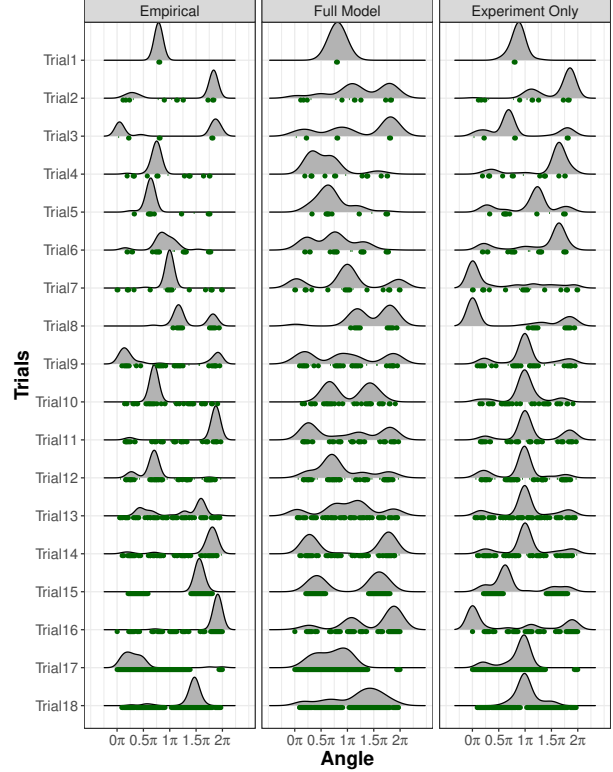 Empirical Full Model Experiment Only
Trial1
Trial2
Trial3
Trial4
Trial5
Trial6
Trial7
Trial8
Trial9
Trial10
Trial11
Trial12
Trial13
Trial14
Trial15
Trial16
Trial17
Trial18
Trials
0π 0.5π 1π 1.5π 2π 0π 0.5π 1π 1.5π 2π 0π 0.5π 1π 1.5π 2π
Angle